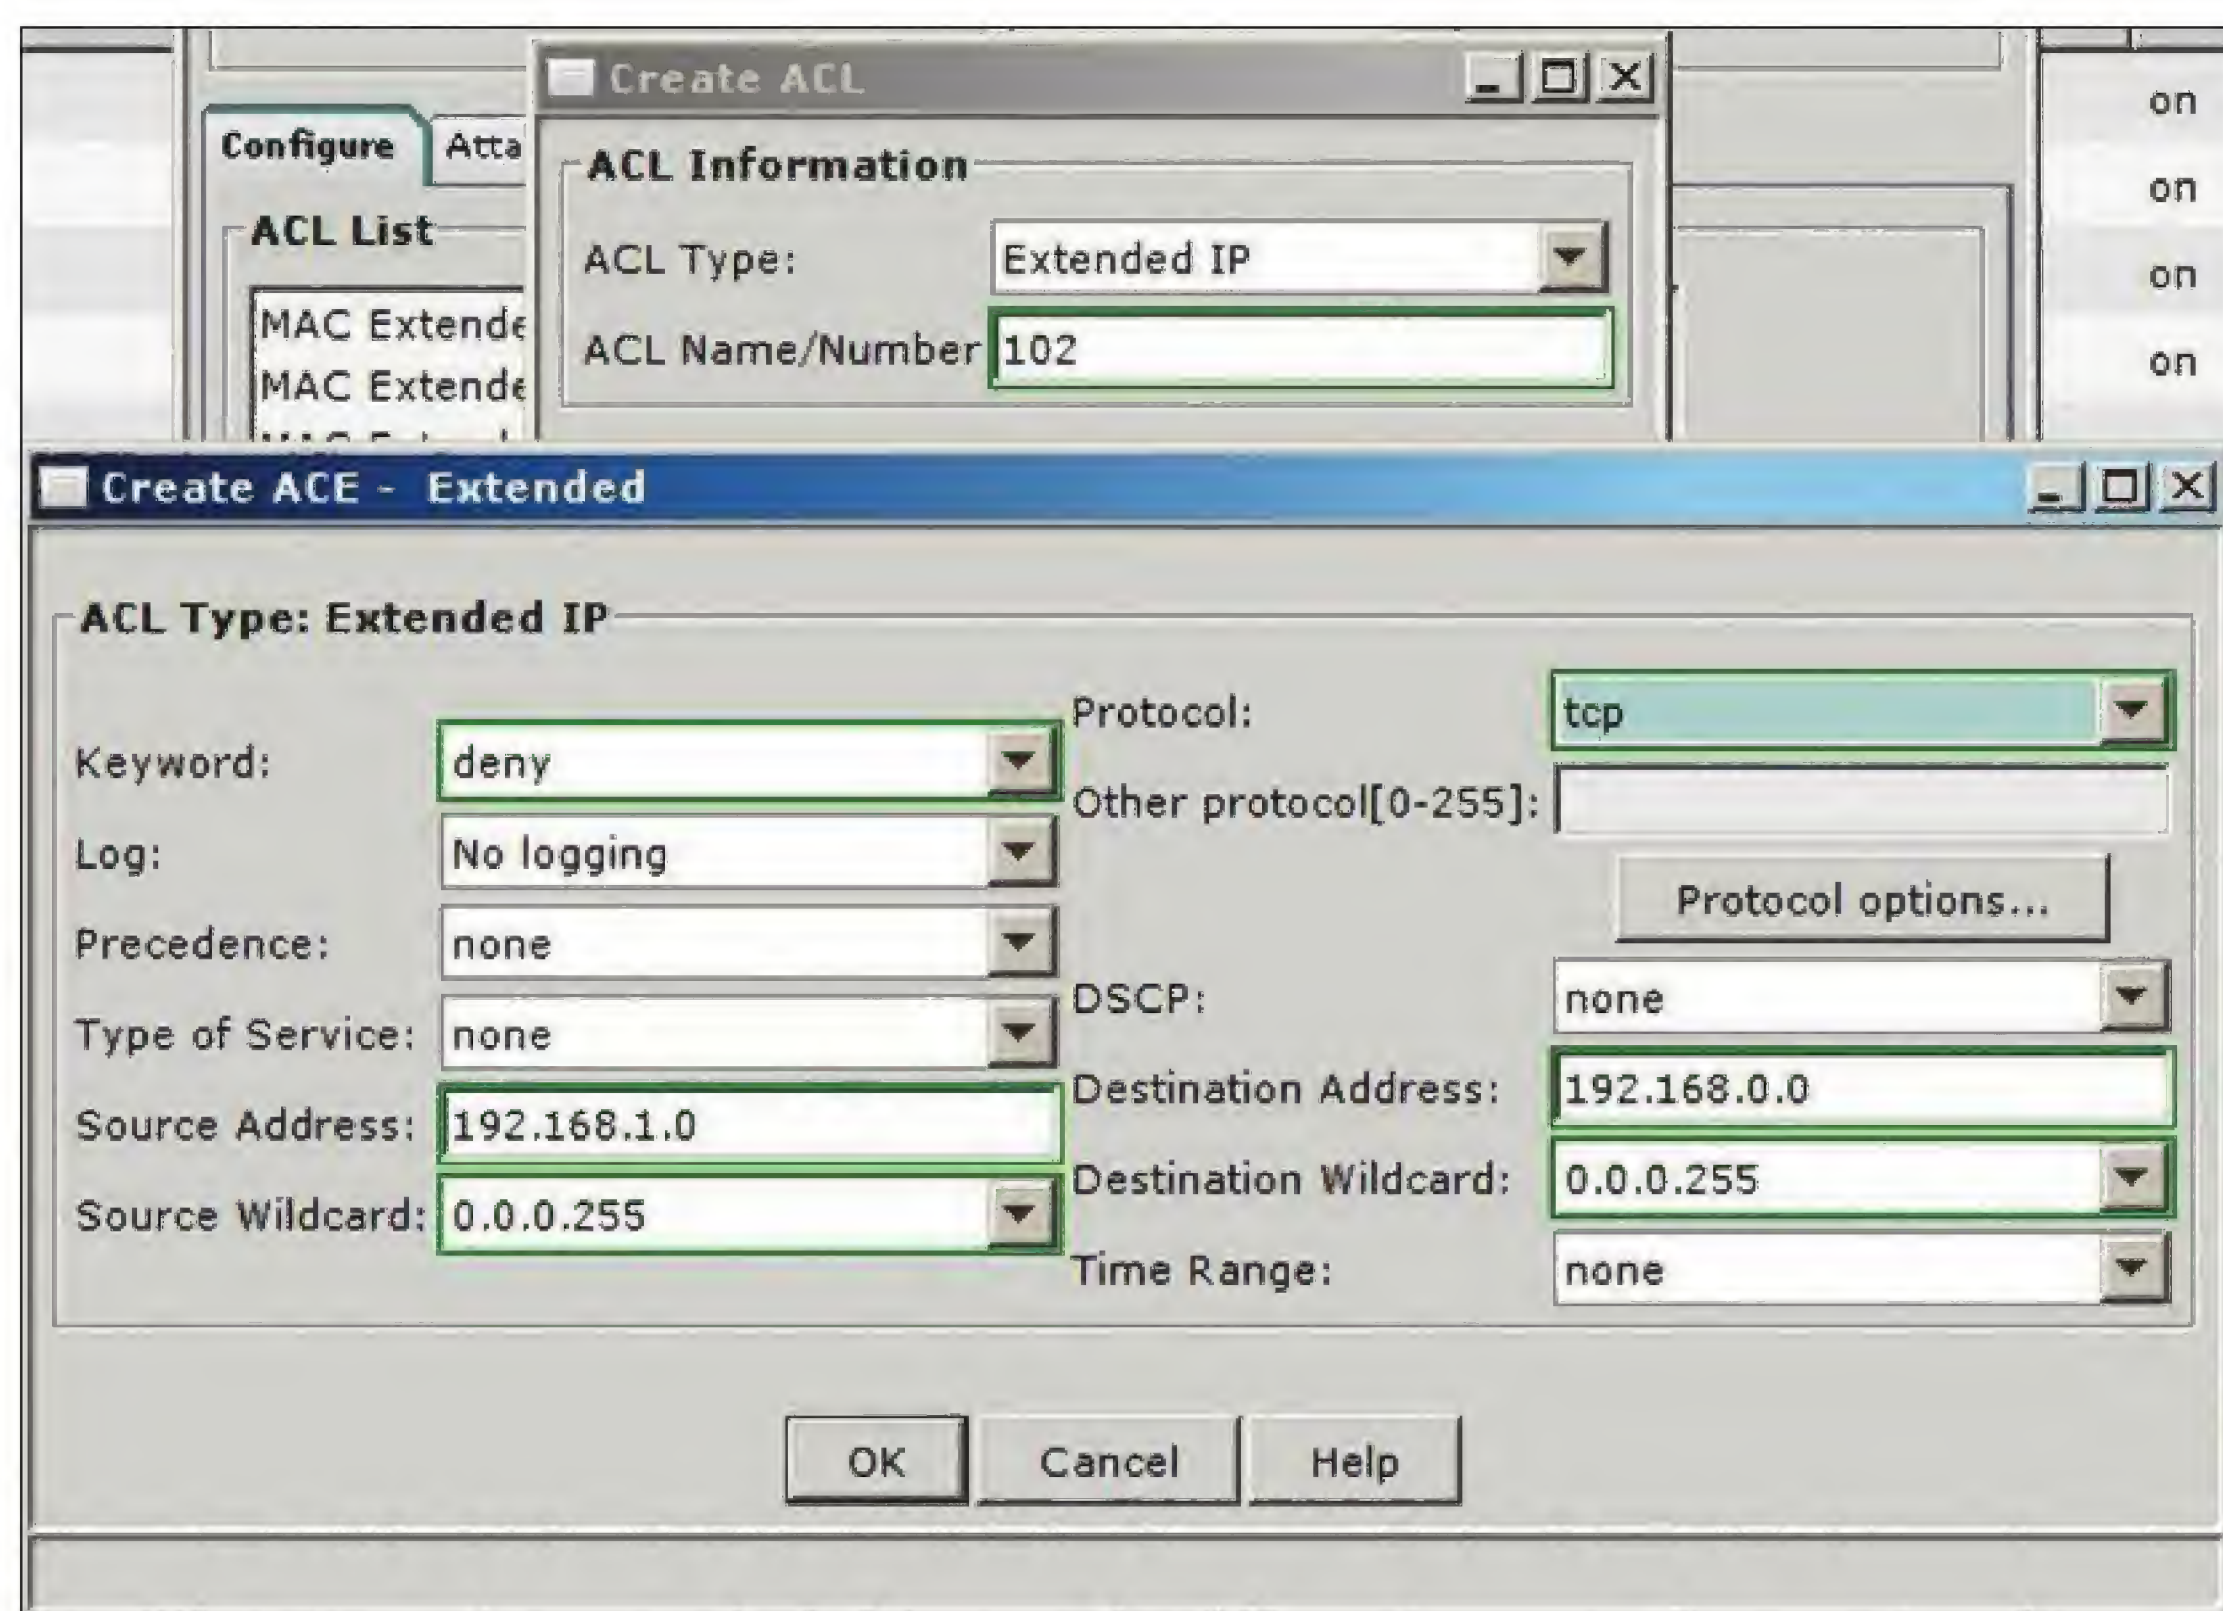 Create ACL
on
on
on
on
Configure
Atta
ACL List
MAC Extende
MAC Extende
ACL Information
ACL Type: Extended IP
ACL Name/Number 102
Create ACE - Extended
ACL Type: Extended IP
Keyword: deny
Log: No logging
Precedence: none
Type of Service: none
Source Address: 192.168.1.0
Source Wildcard: 0.0.0.255
Protocol: tcp
Other protocol[0-255]:
Protocol options...
DSCP: none
Destination Address: 192.168.0.0
Destination Wildcard: 0.0.0.255
Time Range: none
OK Cancel Help